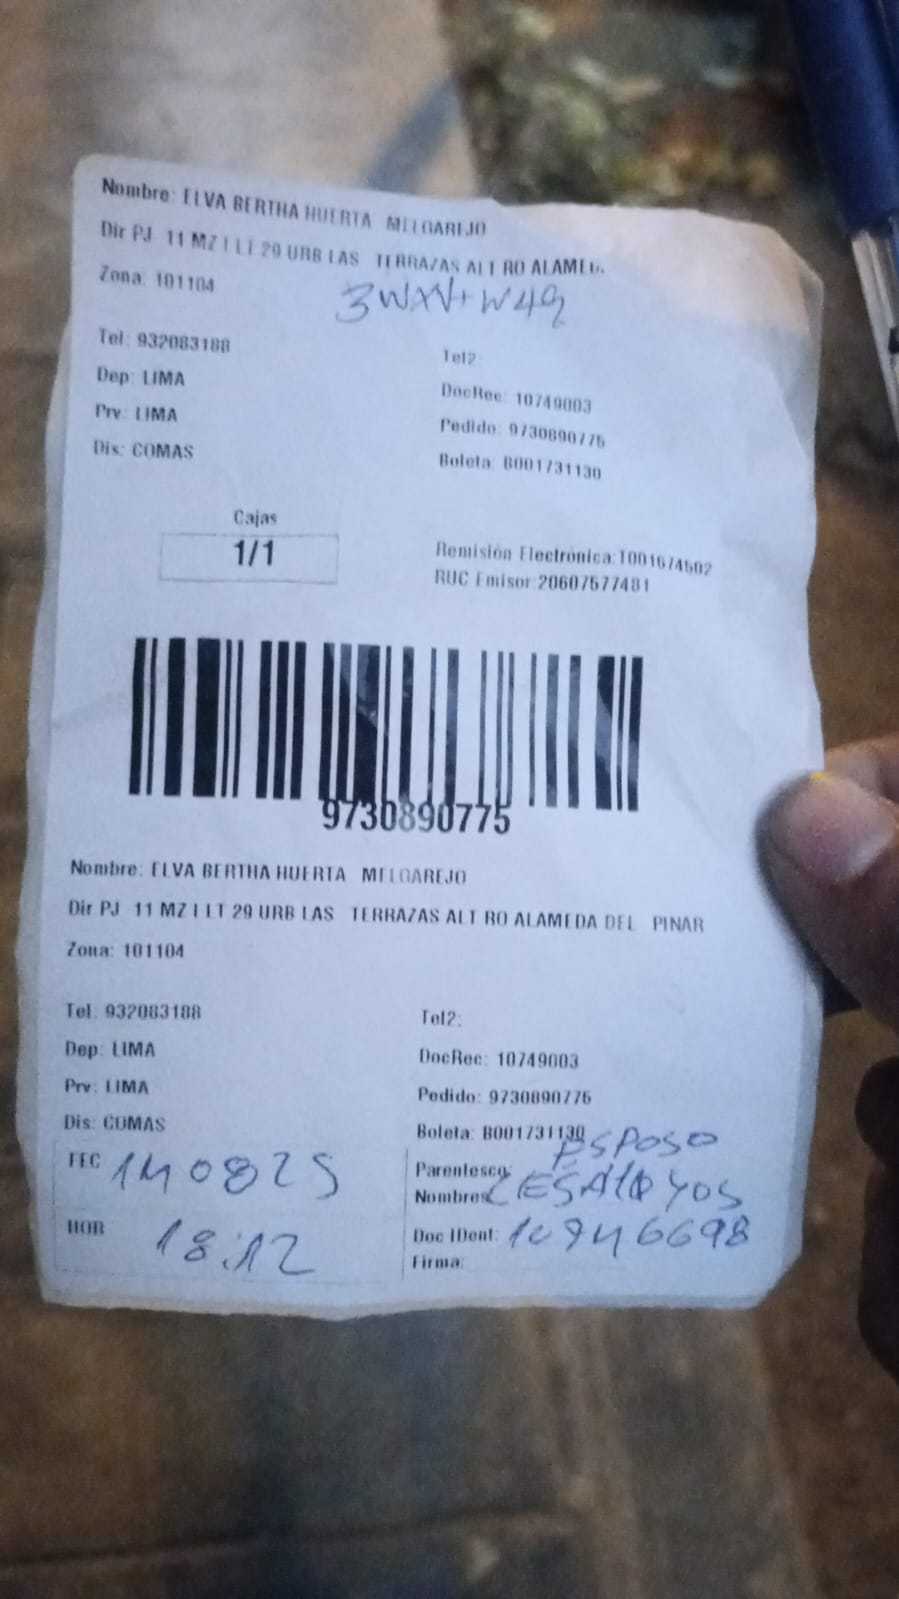 Nombre: ELVA BERTHA HUERTA MELGAREJO
Dir PJ 11 MZ I LT 29 URB LAS TERRAZAS ALT RO ALAMED.
Zona: 101104
3WXV+W49
Tel: 932083188 Tel2:
Dep: LIMA DocRec: 10749003
Prv: LIMA Pedido: 9730890775
Dis: COMAS Boleta: B001731130
Cajas
1/1
Remisión Electrónica:T001674502
RUC Emisor:20607577481
9730890775
Nombre: ELVA BERTHA HUERTA MELGAREJO
Dir PJ 11 MZ I LT 29 URB LAS TERRAZAS ALT RO ALAMEDA DEL PINAR
Zona: 101104
Tel: 932083188 Tel2:
Dep: LIMA DocRec: 10749003
Prv: LIMA Pedido: 9730890775
Dis: COMAS Boleta: B001731130
FEC 140825
Parentesco: ESPOSO
Nombres:
HOR 18:12
Doc IDent: 10746698
Firma: